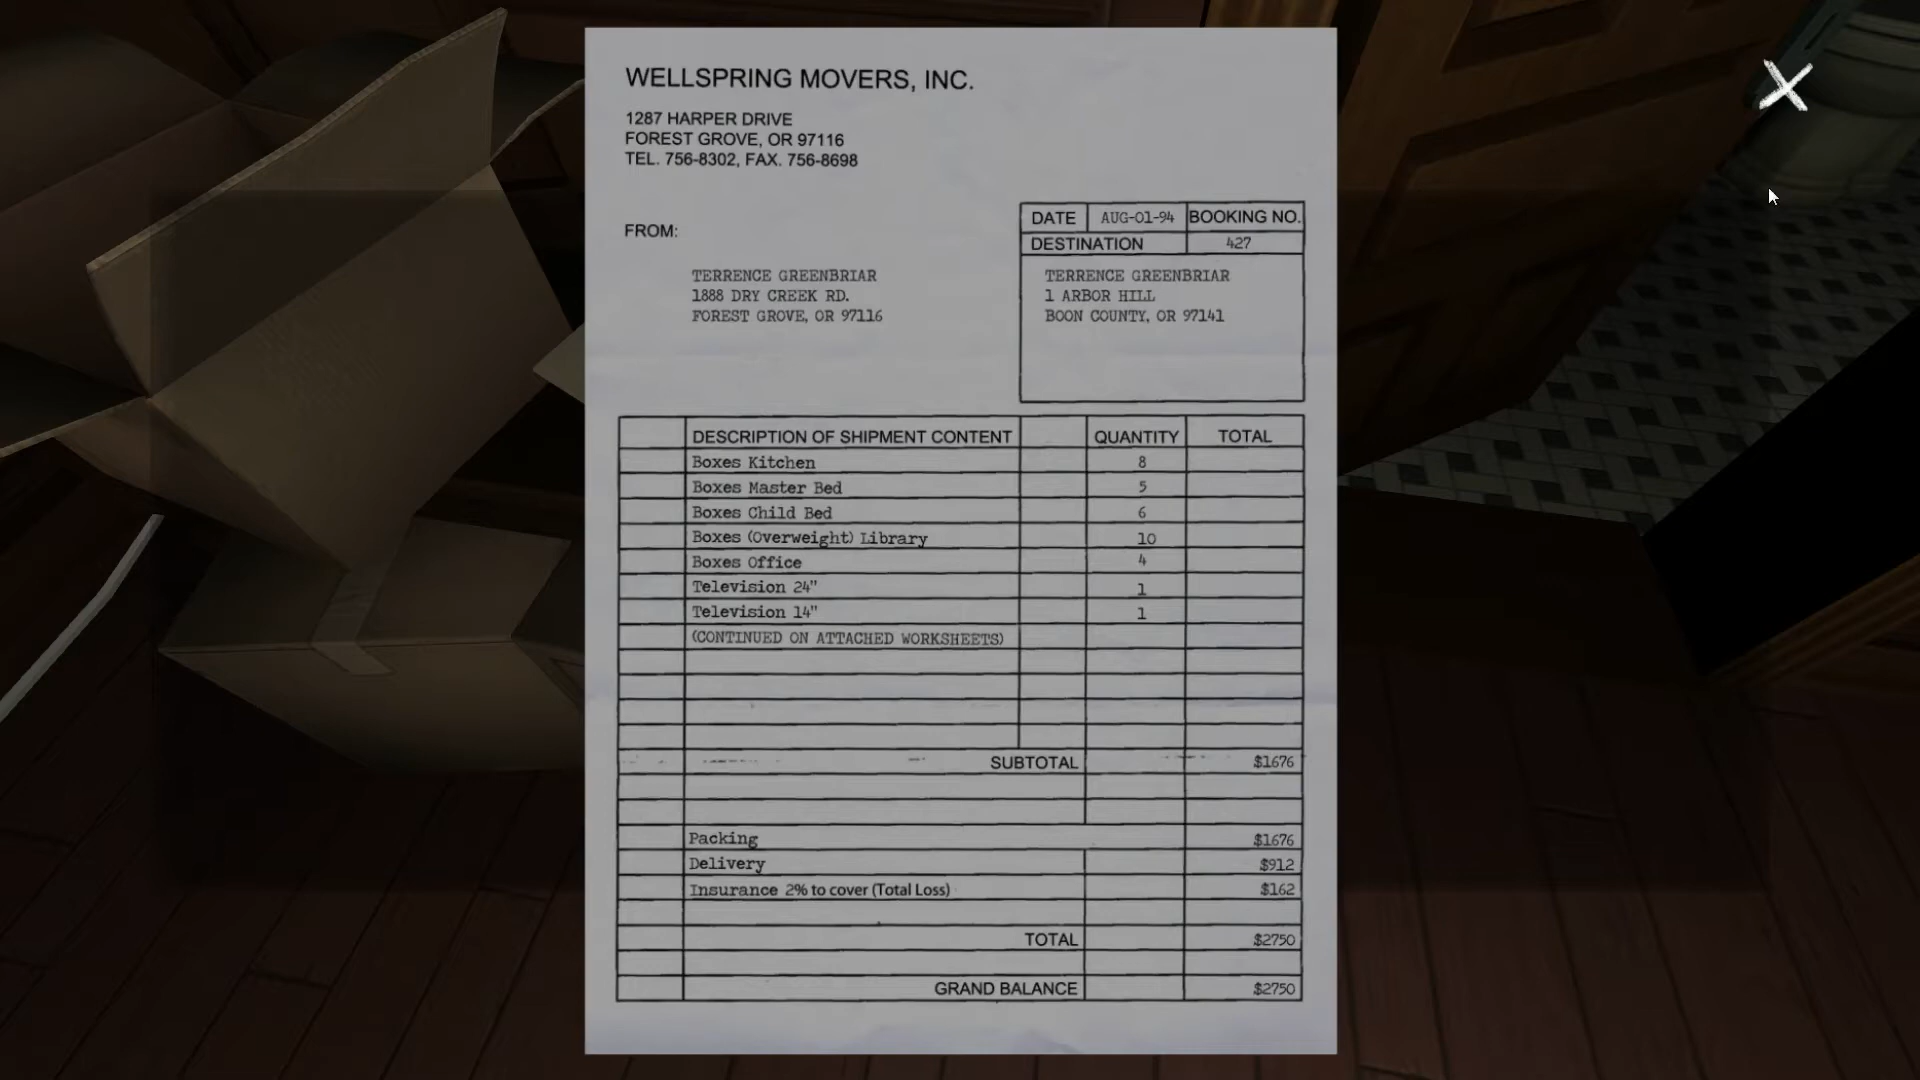 WELLSPRING MOVERS, INC.
1287 HARPER DRIVE
FOREST GROVE, OR 97116
TEL. 756-8302, FAX. 756-8698
DATE AUG-01-94 BOOKING NO.
DESTINATION 427
FROM:
TERRENCE GREENBRIAR
1888 DRY CREEK RD.
FOREST GROVE, OR 97116
TERRENCE GREENBRIAR
1 ARBOR HILL
BOON COUNTY, OR 97141
DESCRIPTION OF SHIPMENT CONTENT QUANTITY TOTAL
Boxes Kitchen 8
Boxes Master Bed 5
Boxes Child Bed 6
Boxes (Overweight) Library 10
Boxes Office 4
Television 24" 1
Television 14" 1
(CONTINUED ON ATTACHED WORKSHEETS)
SUBTOTAL $1676
Packing $1676
Delivery $912
Insurance 2% to cover (Total Loss) $162
TOTAL $2750
GRAND BALANCE $2750